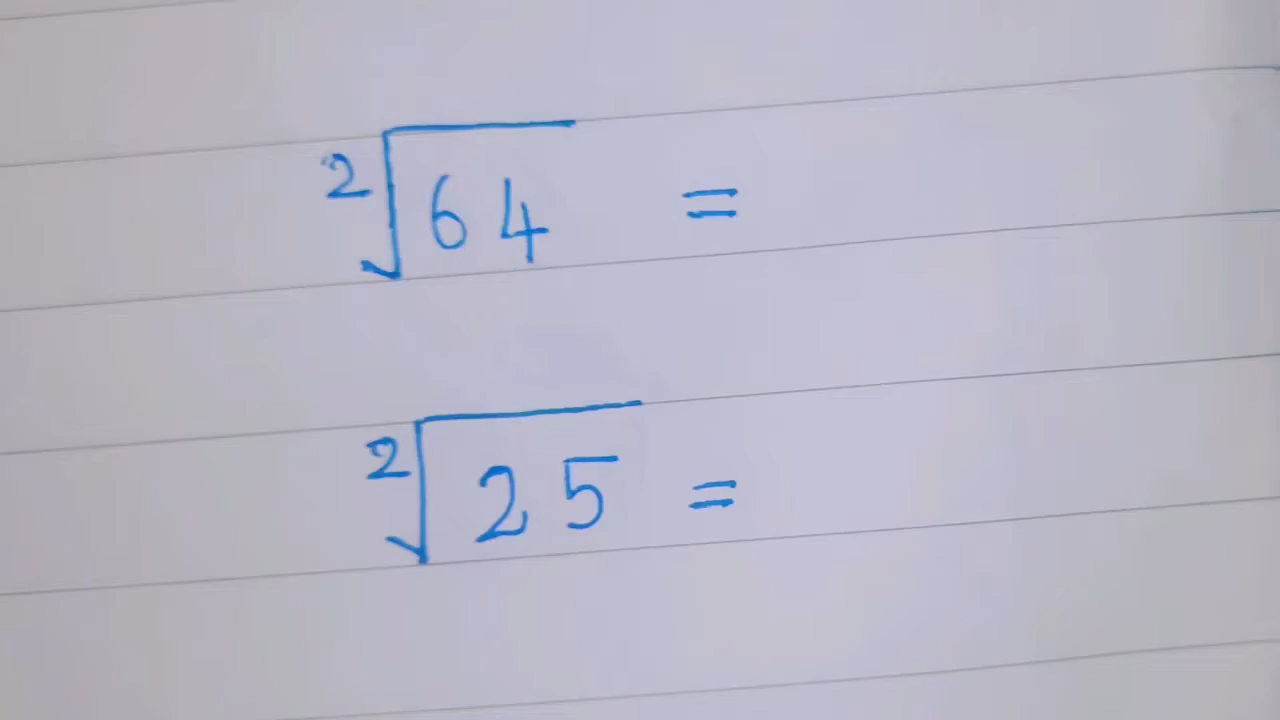 ²√64 =
²√25 =